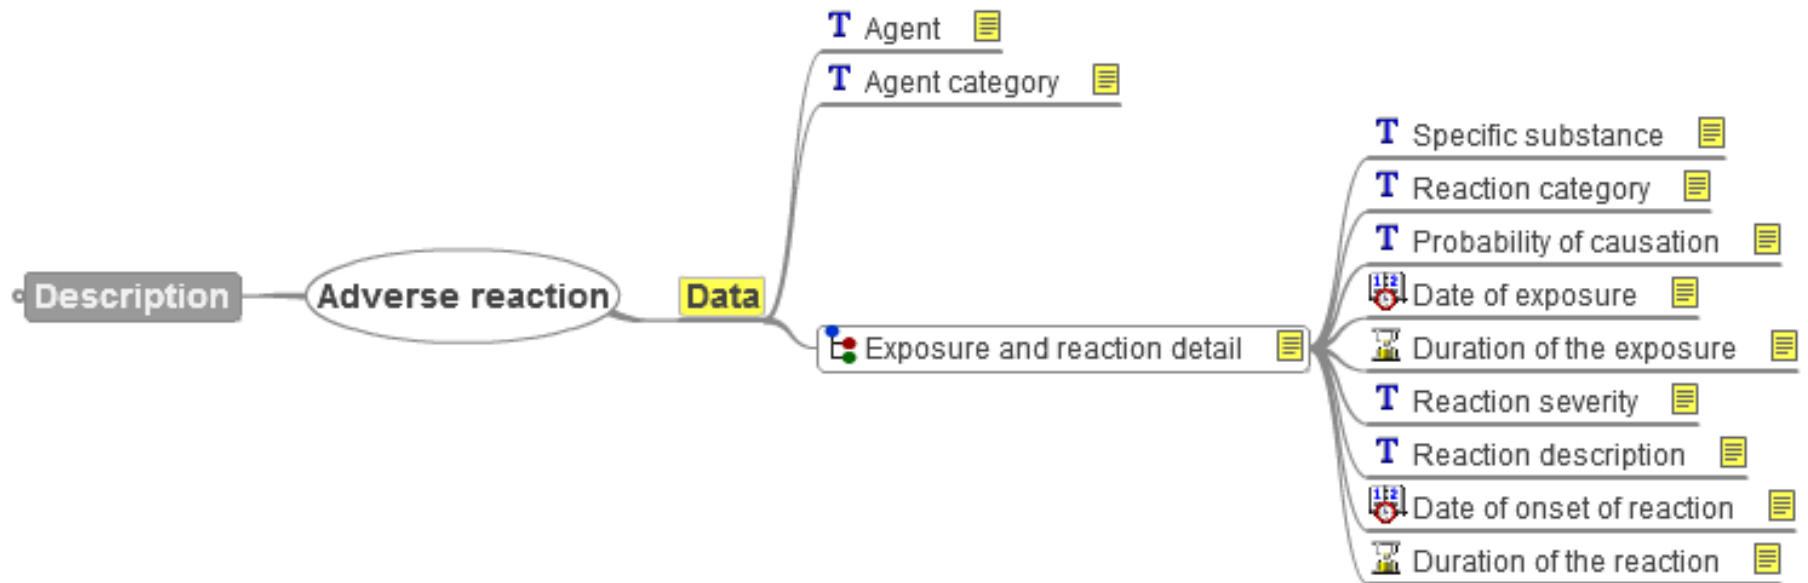 Agent
Agent category
Specific substance
Reaction category
Probability of causation
Description
Adverse reaction
Data
Date of exposure
Exposure and reaction detail
Duration of the exposure
Reaction severity
Reaction description
Date of onset of reaction
Duration of the reaction